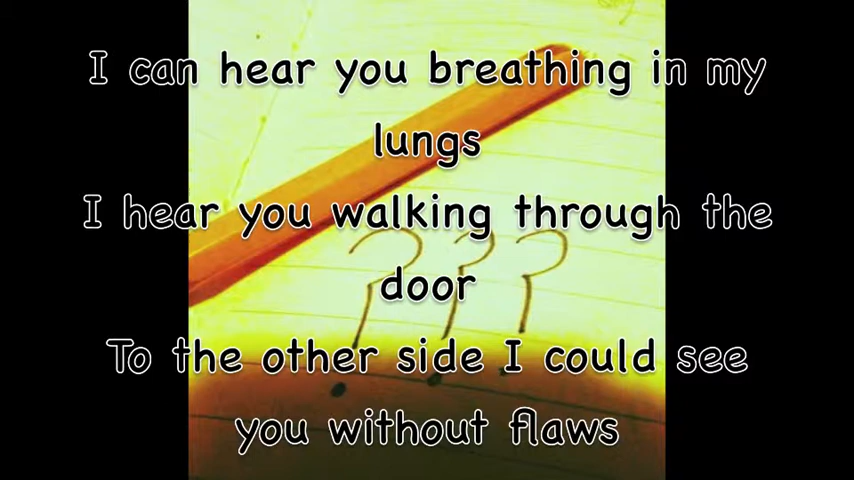 I can hear you breathing in my
lungs
I hear you walking through the
door
To the other side I could see
you without flaws
???